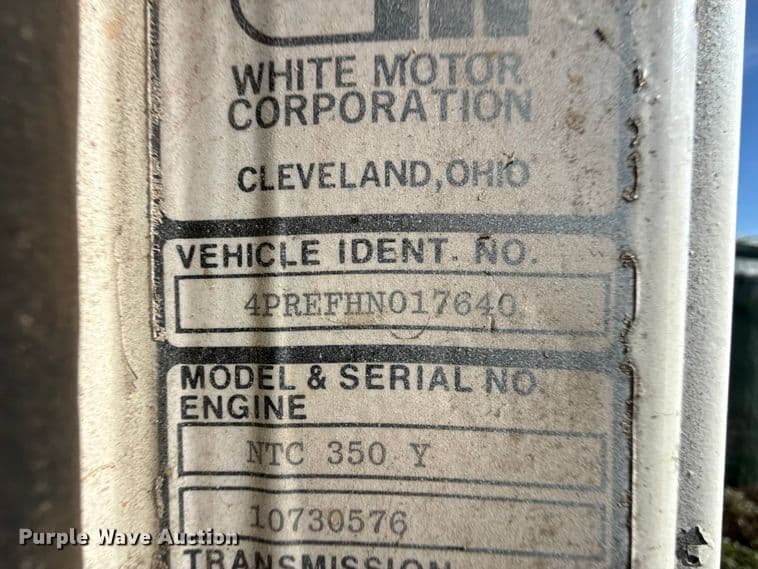 WHITE MOTOR
CORPORATION
CLEVELAND, OHIO
VEHICLE IDENT. NO.
4PREFHN017640
MODEL & SERIAL NO.
ENGINE
NTC 350 Y
10730576
TRANSMISSION
Purple Wave Auction